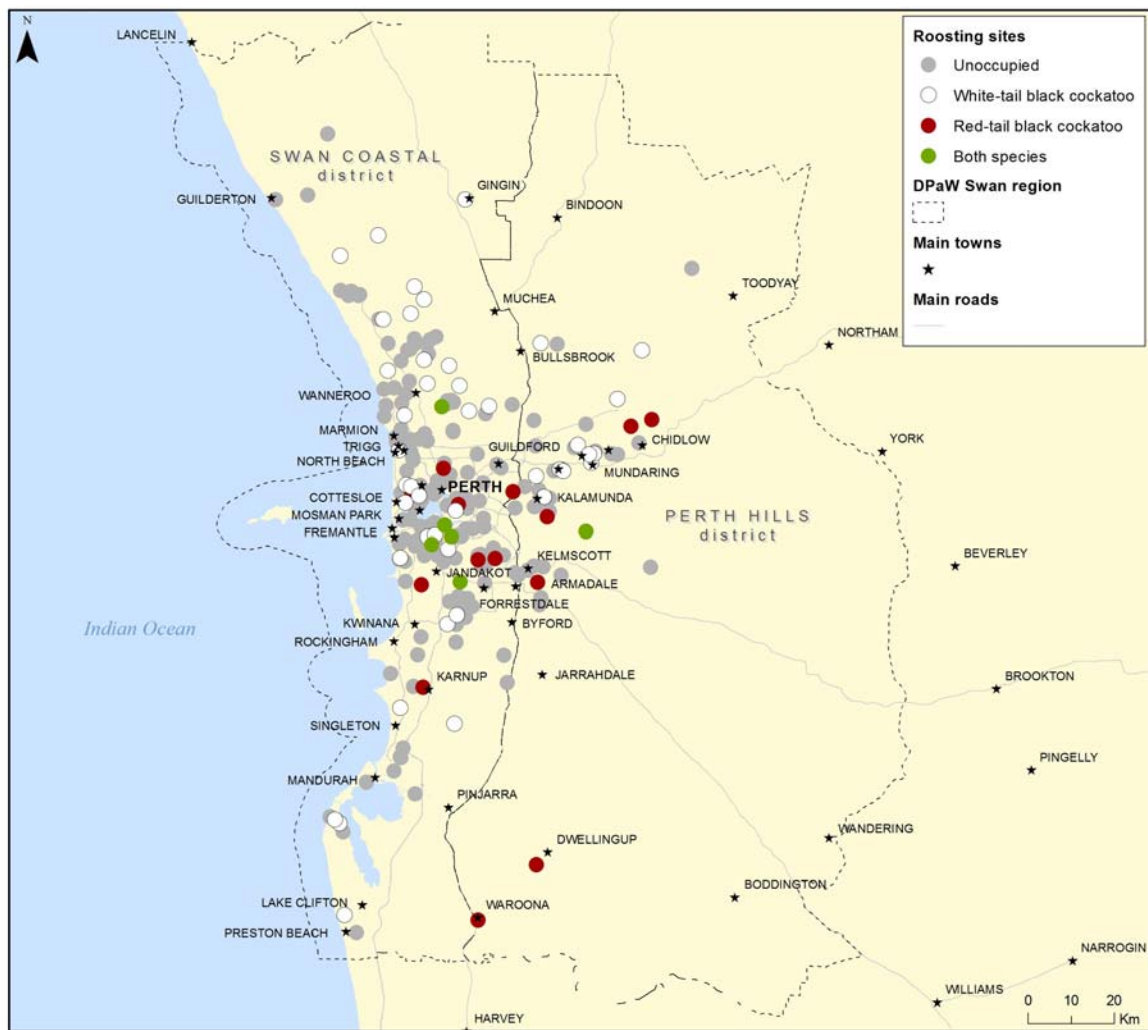 N
LANCELIN
Roosting sites
Unoccupied
White-tail black cockatoo
Red-tail black cockatoo
Both species
DPaW Swan region
Main towns
Main roads
SWAN COASTAL
district
GUILDERTON
GINGIN
BINDOON
TOODYAY
MUCHEA
NORTHAM
BULLSBROOK
WANNEROO
MARMION
TRIGG
NORTH BEACH
GUILDFORD
CHIDLOW
YORK
MUNDARING
PERTH
KALAMUNDA
COTTESLOE
MOSMAN PARK
FREMANTLE
PERTH HILLS
district
KELMSCOTT
BEVERLEY
JANDAKOT
ARMADALE
FORRESTDALE
Indian Ocean
KWINANA
BYFORD
ROCKINGHAM
KARNUP
JARRAHDALE
BROOKTON
SINGLETON
PINGELLY
MANDURAH
PINJARRA
WANDERING
DWELLINGUP
BODDINGTON
LAKE CLIFTON
WAROONA
PRESTON BEACH
NARROGIN
WILLIAMS
0 10 20
Km
HARVEY